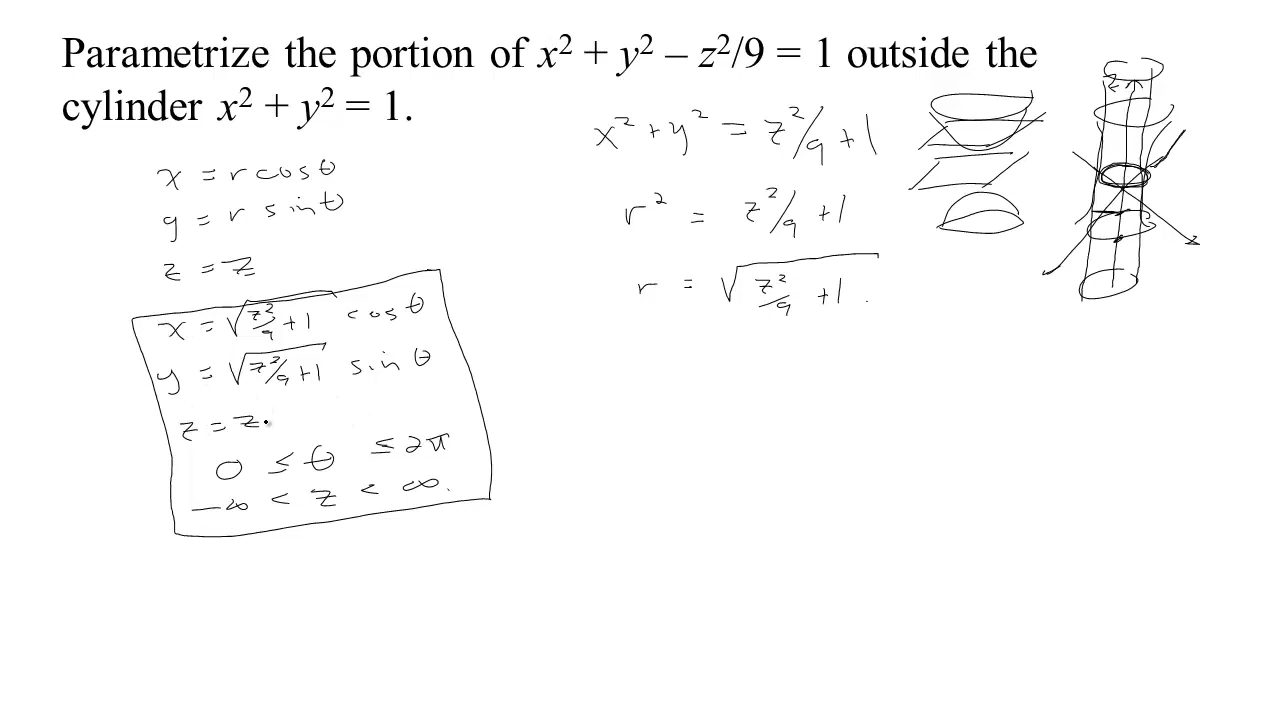 Parametrize the portion of x² + y² – z²/9 = 1 outside the
cylinder x² + y² = 1.
x = r cos θ
y = r sin θ
z = z
x = √(z²/9 + 1) cos θ
y = √(z²/9 + 1) sin θ
z = z.
0 ≤ θ ≤ 2π
-∞ < z < ∞.
x² + y² = z²/9 + 1
r² = z²/9 + 1
r = √(z²/9 + 1).